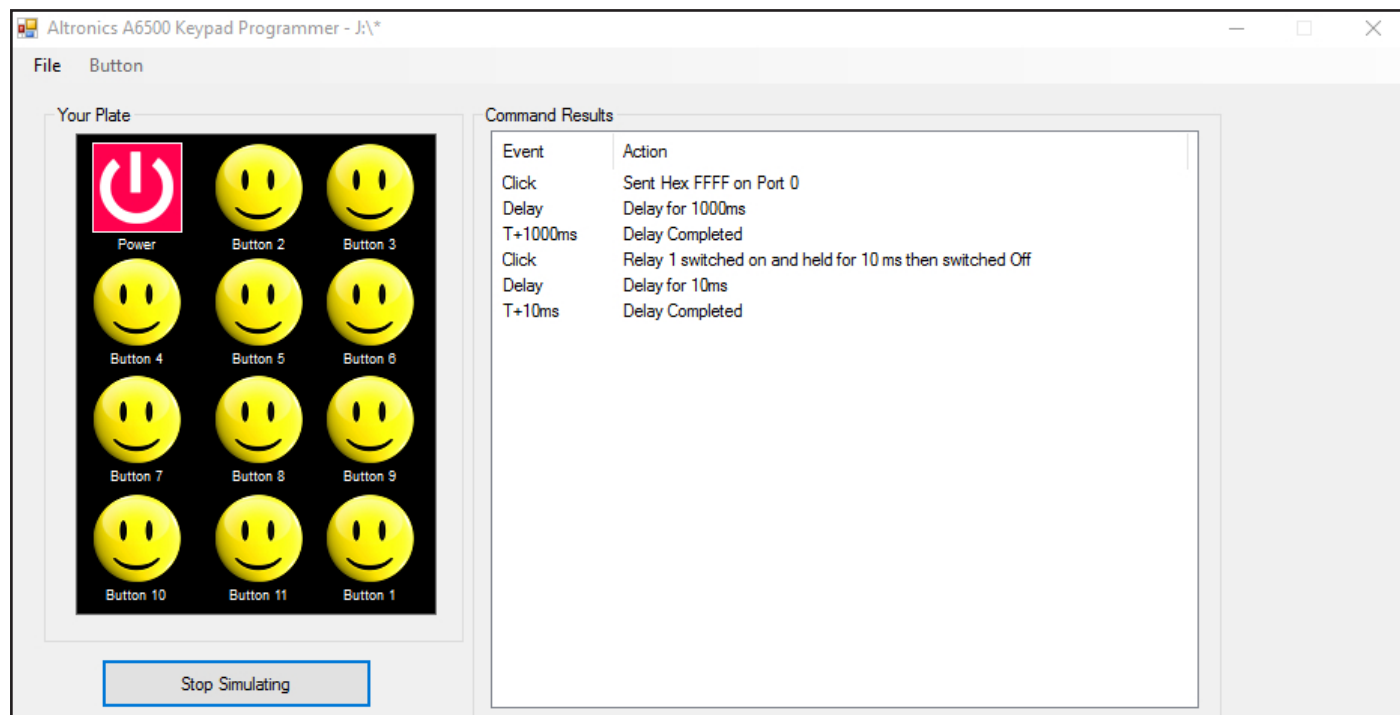 Altronics A6500 Keypad Programmer - J:\*
File Button
Your Plate
Power Button 2 Button 3
Button 4 Button 5 Button 6
Button 7 Button 8 Button 9
Button 10 Button 11 Button 1
Stop Simulating
Command Results
Event Action
Click Sent Hex FFFF on Port 0
Delay Delay for 1000ms
T+1000ms Delay Completed
Click Relay 1 switched on and held for 10 ms then switched Off
Delay Delay for 10ms
T+10ms Delay Completed